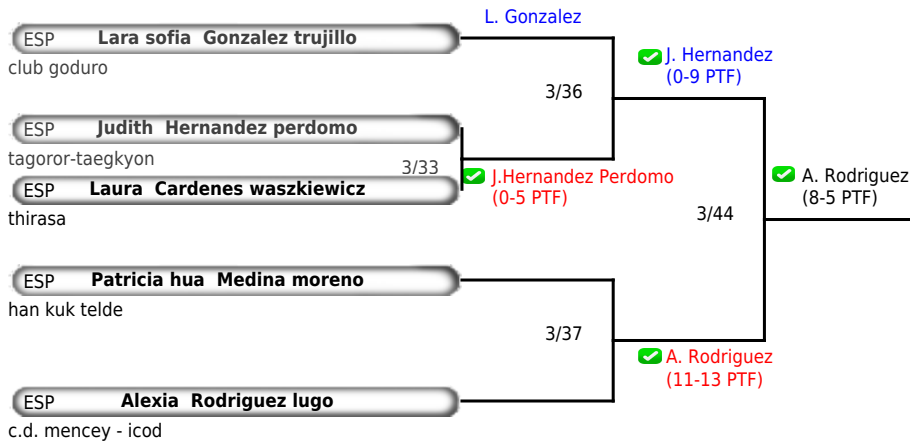 L. Gonzalez
ESP Lara sofia Gonzalez trujillo
club goduro
J. Hernandez
(0-9 PTF)
3/36
ESP Judith Hernandez perdomo
tagoror-taegkyon
3/33
J.Hernandez Perdomo
(0-5 PTF)
ESP Laura Cardenes waszkiewicz
thirasa
A. Rodriguez
(8-5 PTF)
3/44
ESP Patricia hua Medina moreno
han kuk telde
3/37
A. Rodriguez
(11-13 PTF)
ESP Alexia Rodriguez lugo
c.d. mencey - icod